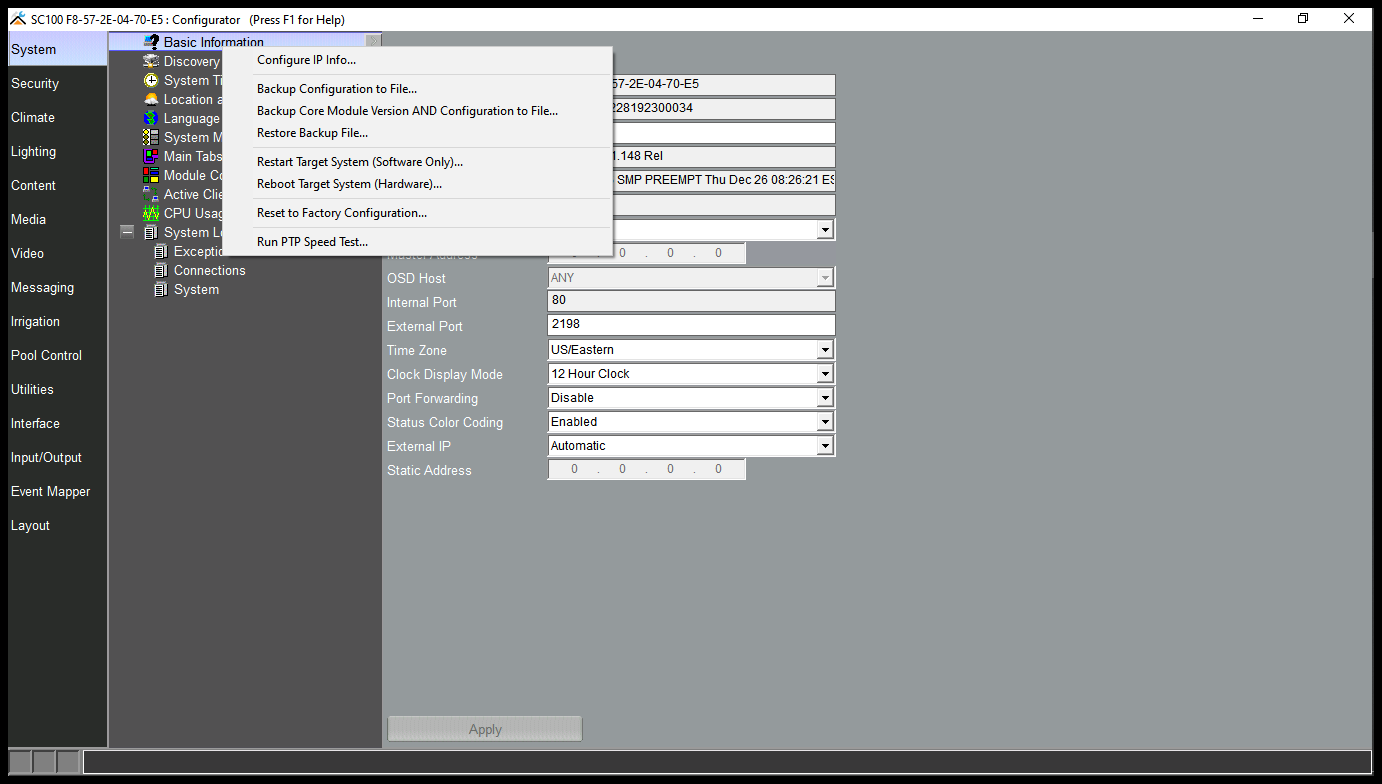 SC100 F8-57-2E-04-70-E5 : Configurator (Press F1 for Help)
System
Security
Climate
Lighting
Content
Media
Video
Messaging
Irrigation
Pool Control
Utilities
Interface
Input/Output
Event Mapper
Layout
Basic Information
Discovery
System Ti
Location a
Language
System M
Main Tabs
Module Co
Active Clie
CPU Usag
System Lo
Exceptio
Connections
System
Configure IP Info...
Backup Configuration to File...
Backup Core Module Version AND Configuration to File...
Restore Backup File...
Restart Target System (Software Only)...
Reboot Target System (Hardware)...
Reset to Factory Configuration...
Run PTP Speed Test...
57-2E-04-70-E5
228192300034
1.148 Rel
SMP PREEMPT Thu Dec 26 08:26:21 ES
Master Address . 0 . 0 . 0
OSD Host ANY
Internal Port 80
External Port 2198
Time Zone US/Eastern
Clock Display Mode 12 Hour Clock
Port Forwarding Disable
Status Color Coding Enabled
External IP Automatic
Static Address 0 . 0 . 0 . 0
Apply